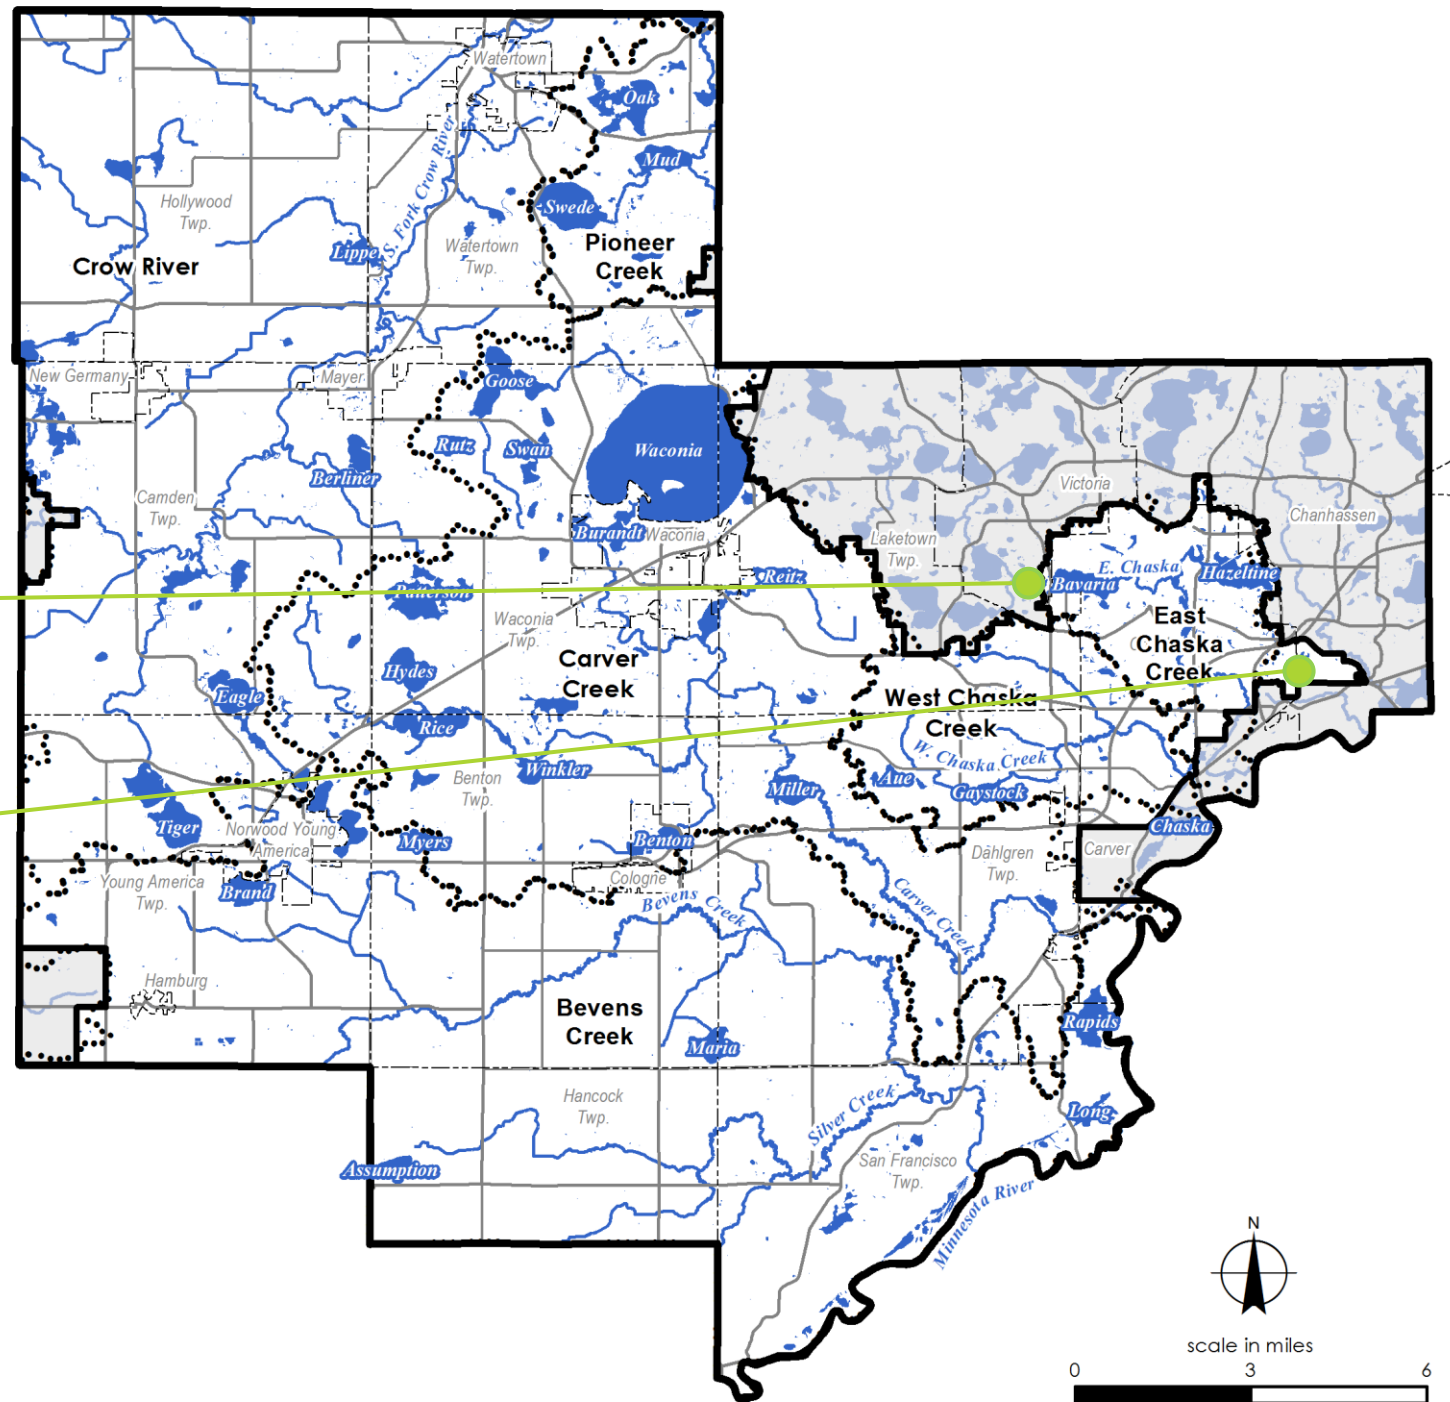 Watertown
Oak
Mud
Hollywood
Twp.
Swede
S. Fork Crow River
Lippe
Watertown
Twp.
Pioneer
Creek
Crow River
New Germany
Mayer
Goose
Rutz
Swan
Waconia
Berliner
Camden
Twp.
Victoria
Chanhassen
Burandt
Waconia
Laketown
Twp.
Reitz
Bavaria
E. Chaska
Hazeltine
Patterson
Waconia
Twp.
East
Chaska
Creek
Carver
Creek
Hydes
Eagle
West Chaska
Creek
Rice
W. Chaska Creek
Winkler
Benton
Twp.
Miller
Aue
Gaystock
Tiger
Norwood Young
America
Myers
Benton
Chaska
Carver
Dahlgren
Twp.
Young America
Twp.
Brand
Cologne
Bevens Creek
Carver Creek
Hamburg
Bevens
Creek
Maria
Rapids
Hancock
Twp.
Silver Creek
Long
Assumption
San Francisco
Twp.
Minnesota River
N
scale in miles
0 3 6